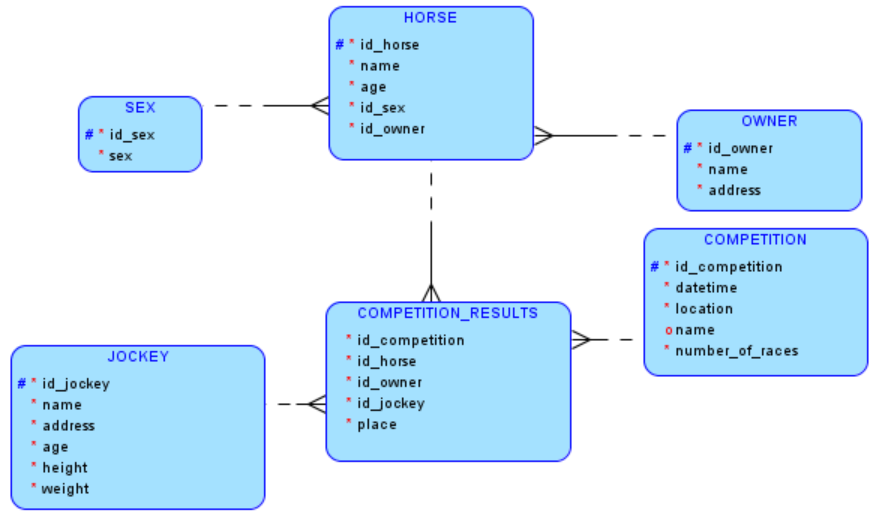 HORSE
# * id_horse
* name
* age
* id_sex
* id_owner
SEX
# * id_sex
* sex
OWNER
# * id_owner
* name
* address
COMPETITION
# * id_competition
* datetime
* location
o name
* number_of_races
COMPETITION_RESULTS
* id_competition
* id_horse
* id_owner
* id_jockey
* place
JOCKEY
# * id_jockey
* name
* address
* age
* height
* weight